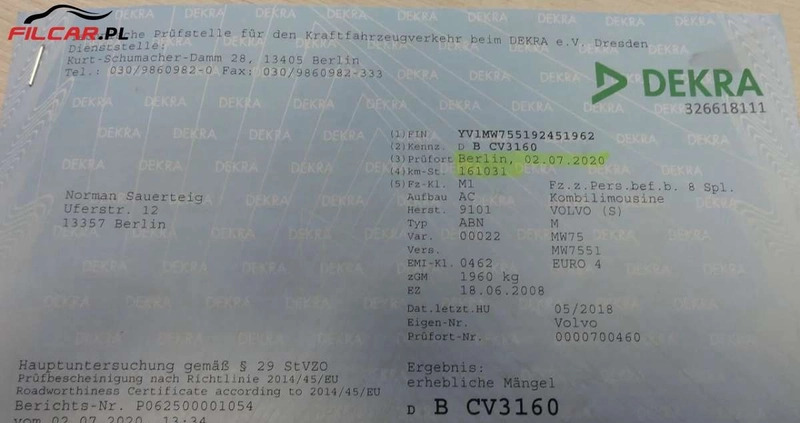 FILCAR.PL
che Prüfstelle für den Kraftfahrzeugverkehr beim DEKRA e.V. Dresden
Dienststelle:
Kurt-Schumacher-Damm 28, 13405 Berlin
Tel.: 030/9860982-0 Fax: 030/9860982-333
DEKRA
326618111
(1) FIN YV1MW755192451962
(2) Kennz. D B CV3160
(3) Prüfort Berlin, 02.07.2020
(4) km-St. 161031
(5) Fz-Kl. M1 Fz.z.Pers.bef.b. 8 Spl.
Aufbau AC Kombilimousine
Herst. 9101 VOLVO (S)
Typ ABN M
Var. 00022 MW75
Vers. MW7551
EMI-Kl. 0462 EURO 4
zGM 1960 kg
EZ 18.06.2008
Dat.letzt.HU 05/2018
Eigen-Nr. Volvo
Prüfort-Nr. 0000700460
Norman Sauerteig
Uferstr. 12
13357 Berlin
Hauptuntersuchung gemäß § 29 StVZO
Prüfbescheinigung nach Richtlinie 2014/45/EU
Roadworthiness Certificate according to 2014/45/EU
Berichts-Nr. P062500001054
vom 02.07.2020, 13:34
Ergebnis:
erhebliche Mängel
D B CV3160